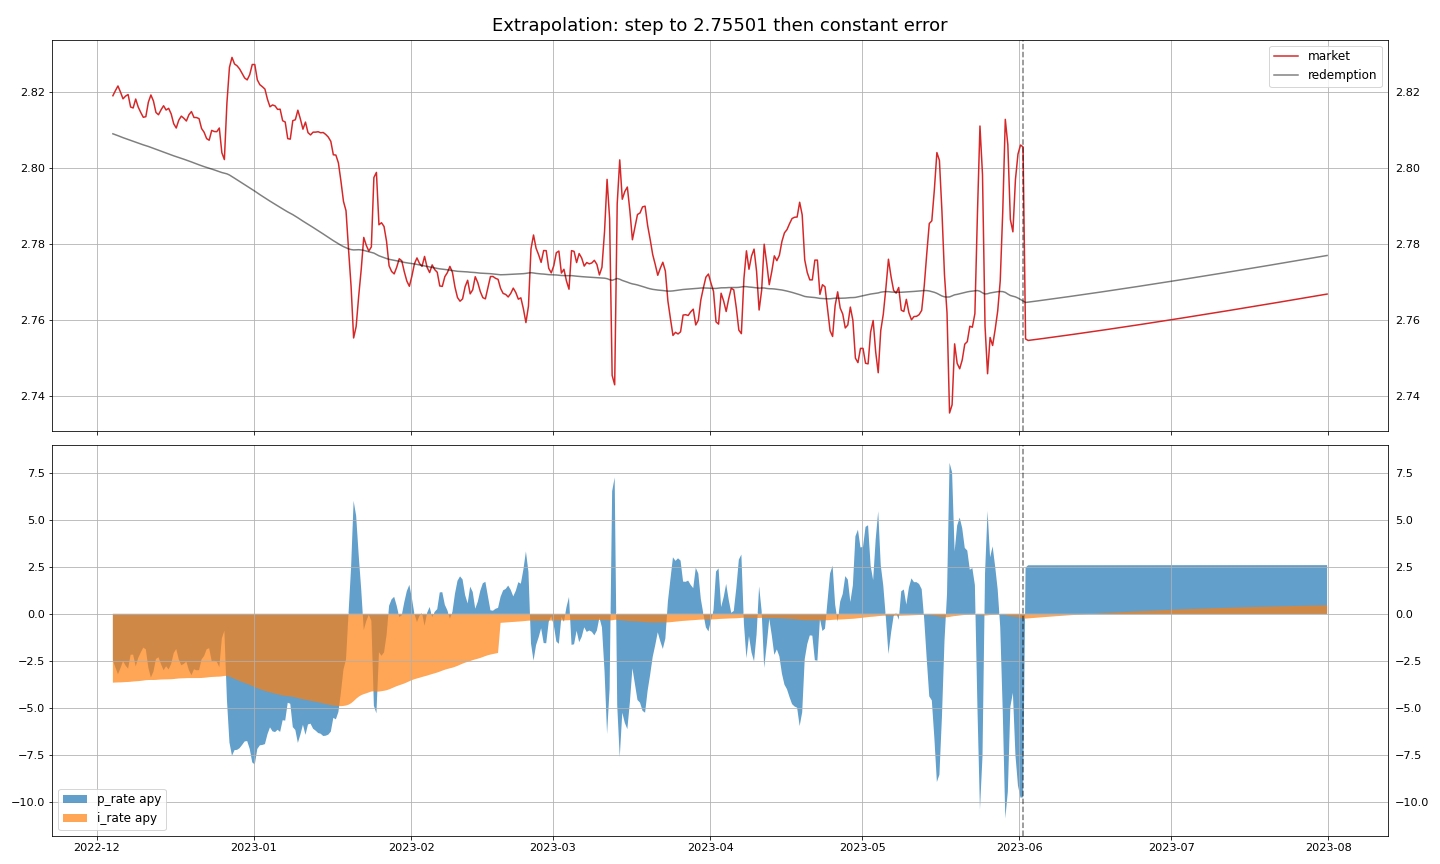 Extrapolation: step to 2.75501 then constant error
market
redemption
2.82 2.82
2.80 2.80
2.78 2.78
2.76 2.76
2.74 2.74
7.5 7.5
5.0 5.0
2.5 2.5
0.0 0.0
−2.5 −2.5
−5.0 −5.0
−7.5 −7.5
−10.0 −10.0
p_rate apy
i_rate apy
2022-12 2023-01 2023-02 2023-03 2023-04 2023-05 2023-06 2023-07 2023-08